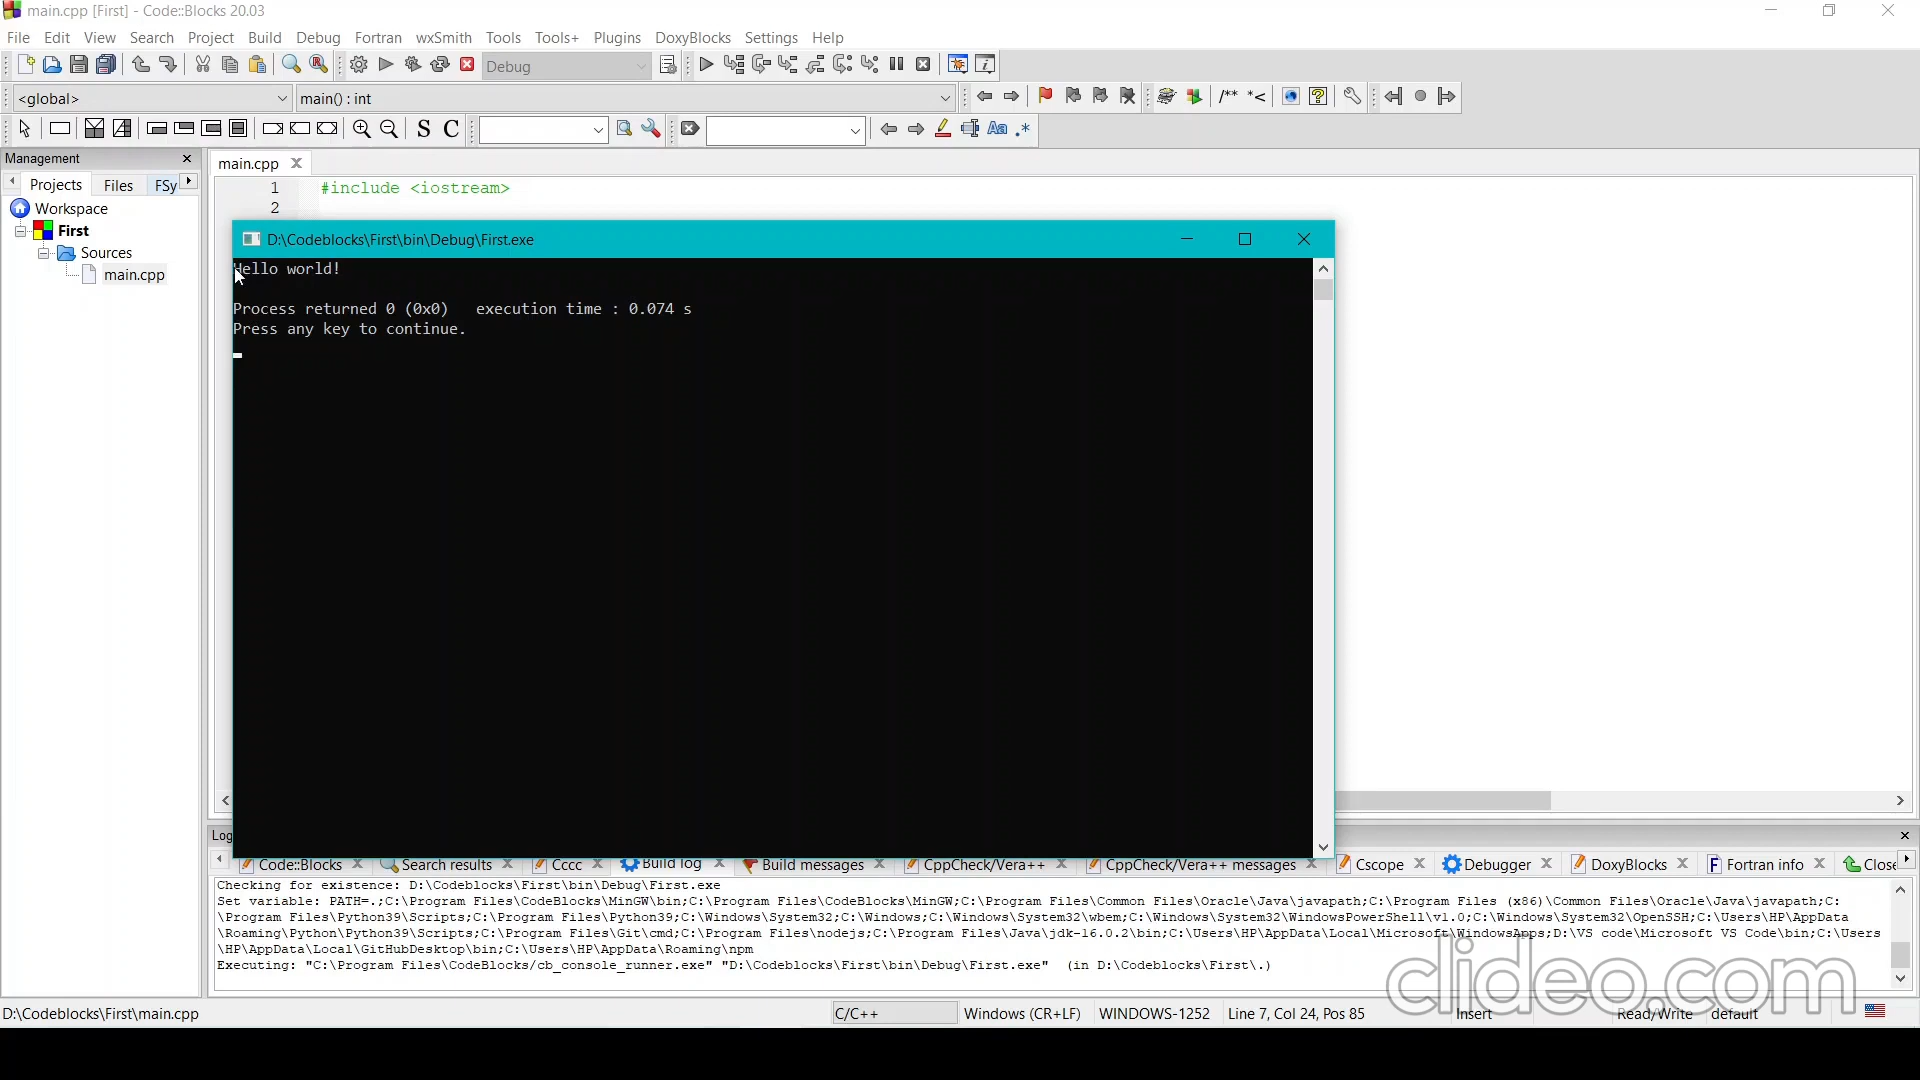 main.cpp [First] - Code::Blocks 20.03
File Edit View Search Project Build Debug Fortran wxSmith Tools Tools+ Plugins DoxyBlocks Settings Help
Debug
<global> main() : int /** *<
S C Aa .*
Management
main.cpp
Projects Files FSy
1 #include <iostream>
2
Workspace
First
Sources
main.cpp
D:\Codeblocks\First\bin\Debug\First.exe
Hello world!
Process returned 0 (0x0) execution time : 0.074 s
Press any key to continue.
Log
Code::Blocks Search results Cccc Build log Build messages CppCheck/Vera++ CppCheck/Vera++ messages Cscope Debugger DoxyBlocks Fortran info Close
Checking for existence: D:\Codeblocks\First\bin\Debug\First.exe
Set variable: PATH=.;C:\Program Files\CodeBlocks\MinGW\bin;C:\Program Files\CodeBlocks\MinGW;C:\Program Files\Common Files\Oracle\Java\javapath;C:\Program Files (x86)\Common Files\Oracle\Java\javapath;C:
\Program Files\Python39\Scripts;C:\Program Files\Python39;C:\Windows\System32;C:\Windows;C:\Windows\System32\wbem;C:\Windows\System32\WindowsPowerShell\v1.0;C:\Windows\System32\OpenSSH;C:\Users\HP\AppData
\Roaming\Python\Python39\Scripts;C:\Program Files\Git\cmd;C:\Program Files\nodejs;C:\Program Files\Java\jdk-16.0.2\bin;C:\Users\HP\AppData\Local\Microsoft\WindowsApps;D:\VS code\Microsoft VS Code\bin;C:\Users
\HP\AppData\Local\GitHubDesktop\bin;C:\Users\HP\AppData\Roaming\npm
Executing: "C:\Program Files\CodeBlocks/cb_console_runner.exe" "D:\Codeblocks\First\bin\Debug\First.exe" (in D:\Codeblocks\First\.)
clideo.com
D:\Codeblocks\First\main.cpp C/C++ Windows (CR+LF) WINDOWS-1252 Line 7, Col 24, Pos 85 Insert Read/Write default